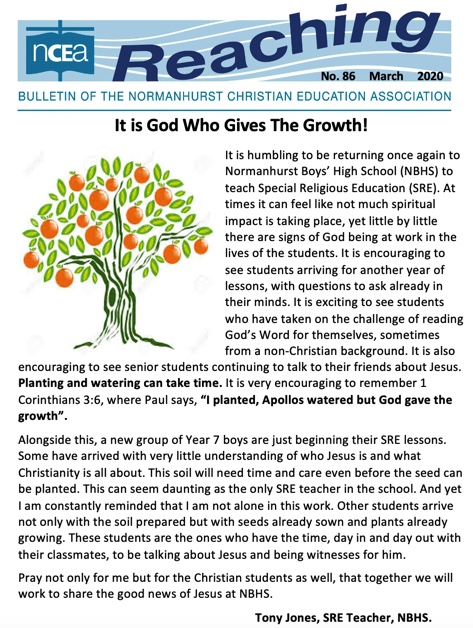 ncea
Reaching
No. 86 March 2020
BULLETIN OF THE NORMANHURST CHRISTIAN EDUCATION ASSOCIATION
It is God Who Gives The Growth!
It is humbling to be returning once again to
Normanhurst Boys’ High School (NBHS) to
teach Special Religious Education (SRE). At
times it can feel like not much spiritual
impact is taking place, yet little by little
there are signs of God being at work in the
lives of the students. It is encouraging to
see students arriving for another year of
lessons, with questions to ask already in
their minds. It is exciting to see students
who have taken on the challenge of reading
God’s Word for themselves, sometimes
from a non-Christian background. It is also
encouraging to see senior students continuing to talk to their friends about Jesus.
Planting and watering can take time. It is very encouraging to remember 1
Corinthians 3:6, where Paul says, “I planted, Apollos watered but God gave the
growth”.
Alongside this, a new group of Year 7 boys are just beginning their SRE lessons.
Some have arrived with very little understanding of who Jesus is and what
Christianity is all about. This soil will need time and care even before the seed can
be planted. This can seem daunting as the only SRE teacher in the school. And yet
I am constantly reminded that I am not alone in this work. Other students arrive
not only with the soil prepared but with seeds already sown and plants already
growing. These students are the ones who have the time, day in and day out with
their classmates, to be talking about Jesus and being witnesses for him.
Pray not only for me but for the Christian students as well, that together we will
work to share the good news of Jesus at NBHS.
Tony Jones, SRE Teacher, NBHS.